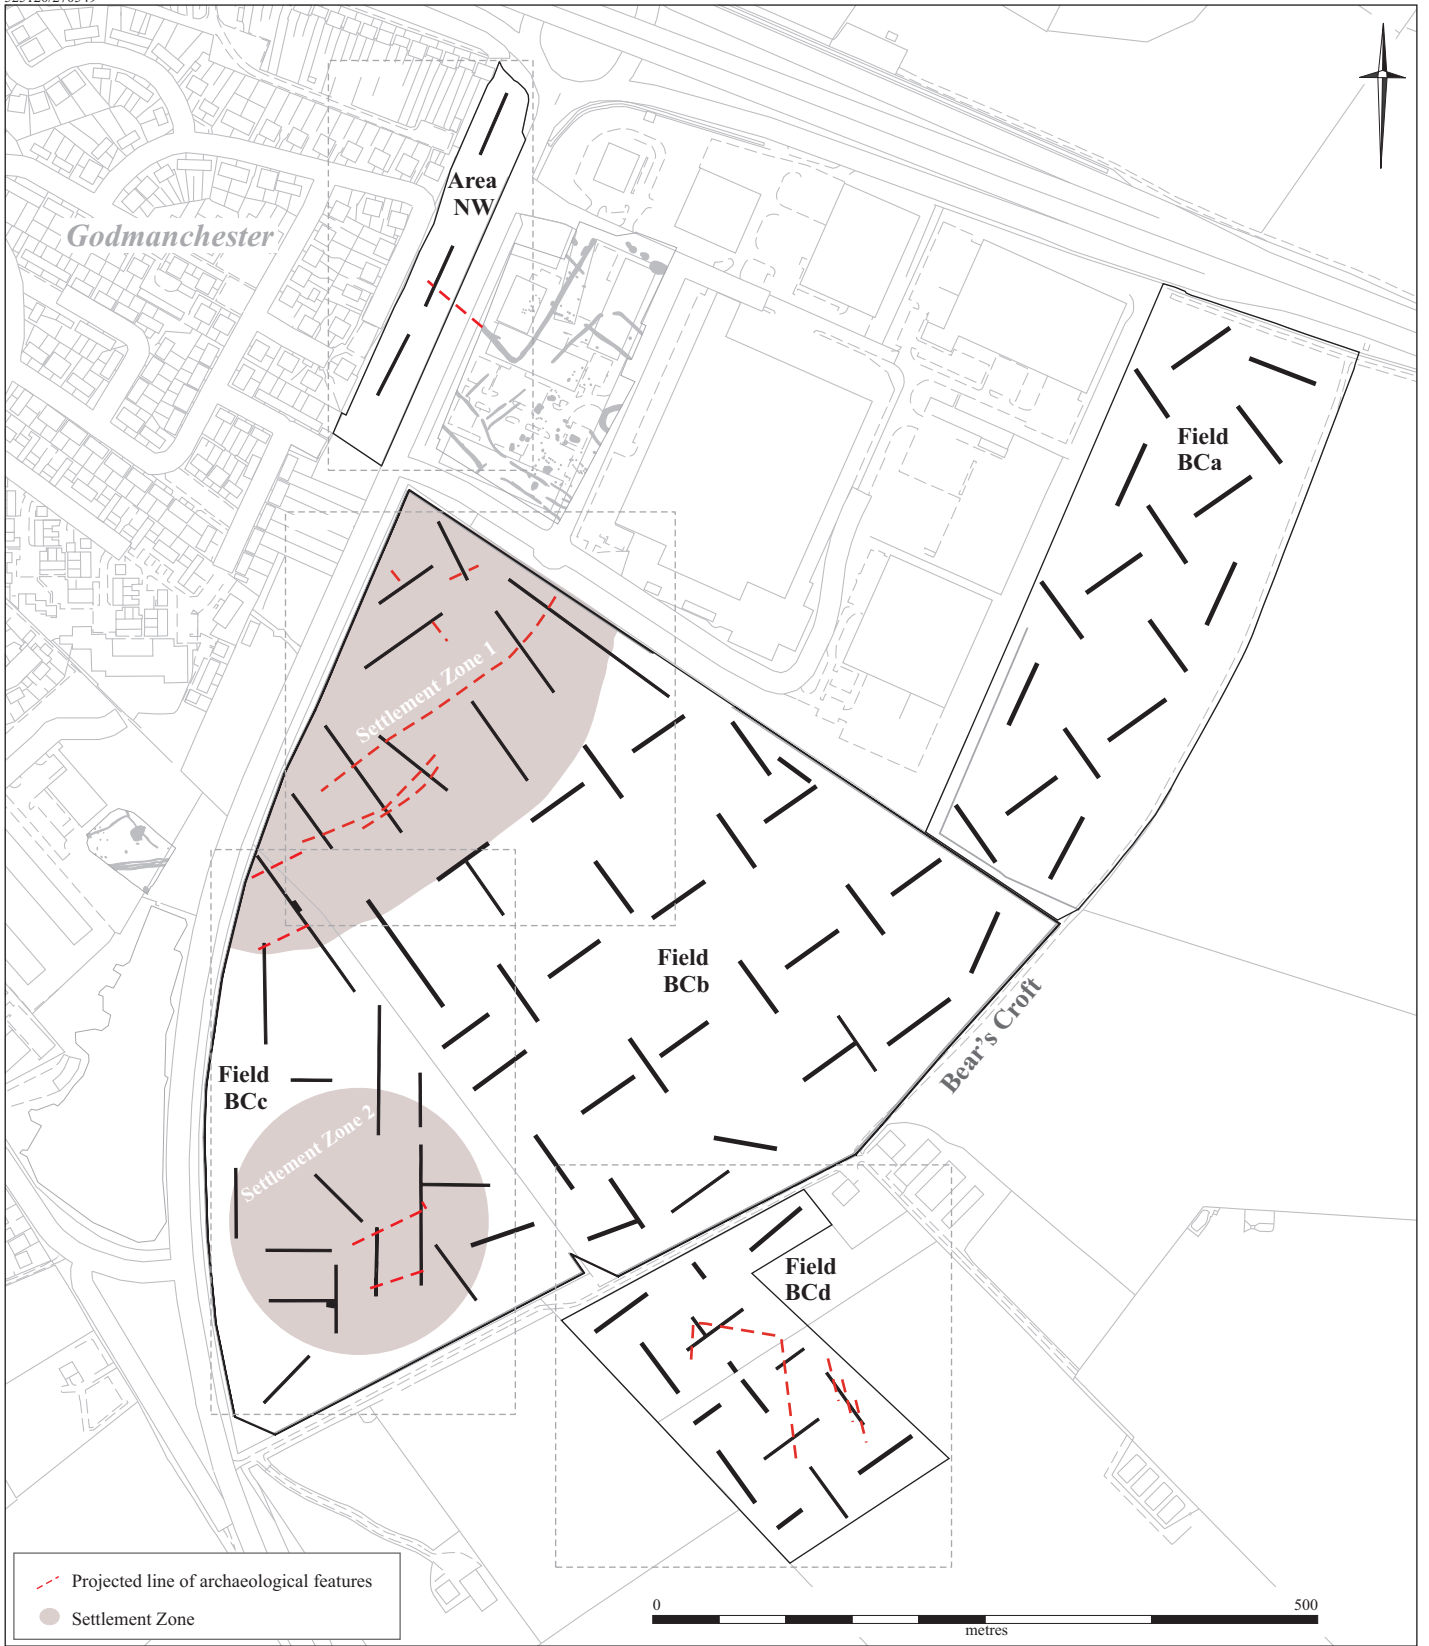 Area
NW
Godmanchester
Field
BCa
Settlement Zone 1
Field
BCb
Bear's Croft
Field
BCc
Settlement Zone 2
Field
BCd
Projected line of archaeological features
Settlement Zone
0
500
metres